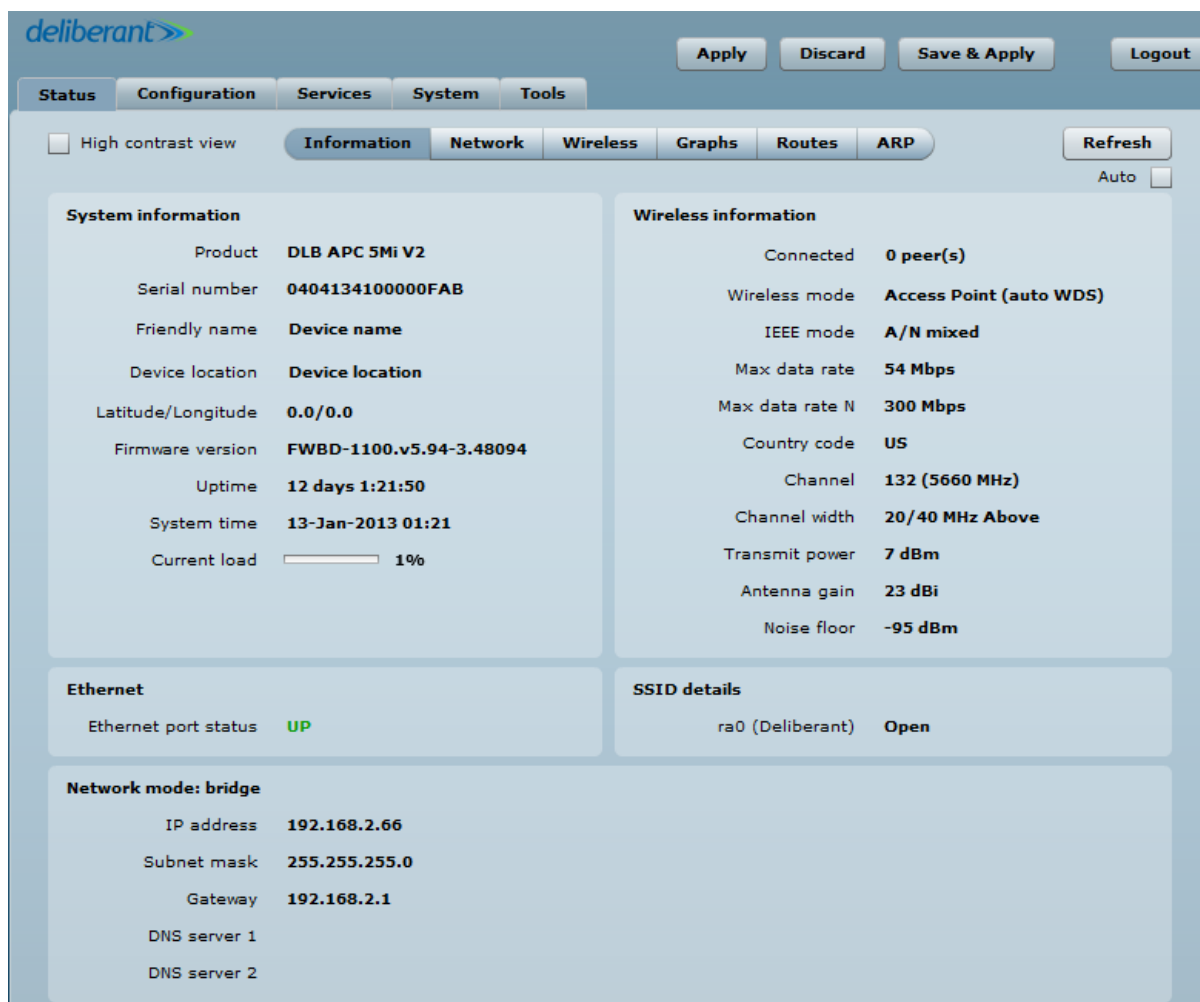 deliberant
Apply Discard Save & Apply Logout
Status Configuration Services System Tools
High contrast view Information Network Wireless Graphs Routes ARP Refresh
Auto
System information
Product DLB APC 5Mi V2
Serial number 0404134100000FAB
Friendly name Device name
Device location Device location
Latitude/Longitude 0.0/0.0
Firmware version FWBD-1100.v5.94-3.48094
Uptime 12 days 1:21:50
System time 13-Jan-2013 01:21
Current load 1%
Wireless information
Connected 0 peer(s)
Wireless mode Access Point (auto WDS)
IEEE mode A/N mixed
Max data rate 54 Mbps
Max data rate N 300 Mbps
Country code US
Channel 132 (5660 MHz)
Channel width 20/40 MHz Above
Transmit power 7 dBm
Antenna gain 23 dBi
Noise floor -95 dBm
Ethernet
Ethernet port status UP
SSID details
ra0 (Deliberant) Open
Network mode: bridge
IP address 192.168.2.66
Subnet mask 255.255.255.0
Gateway 192.168.2.1
DNS server 1
DNS server 2